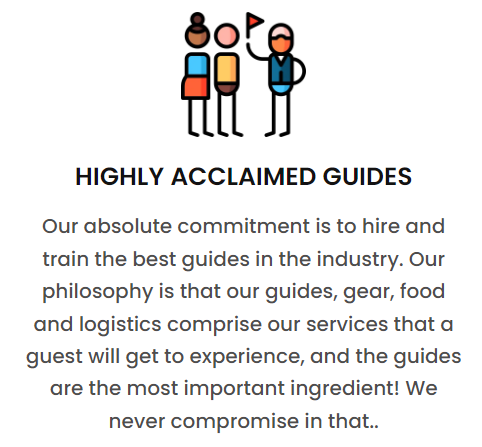 HIGHLY ACCLAIMED GUIDES
Our absolute commitment is to hire and
train the best guides in the industry. Our
philosophy is that our guides, gear, food
and logistics comprise our services that a
guest will get to experience, and the guides
are the most important ingredient! We
never compromise in that..